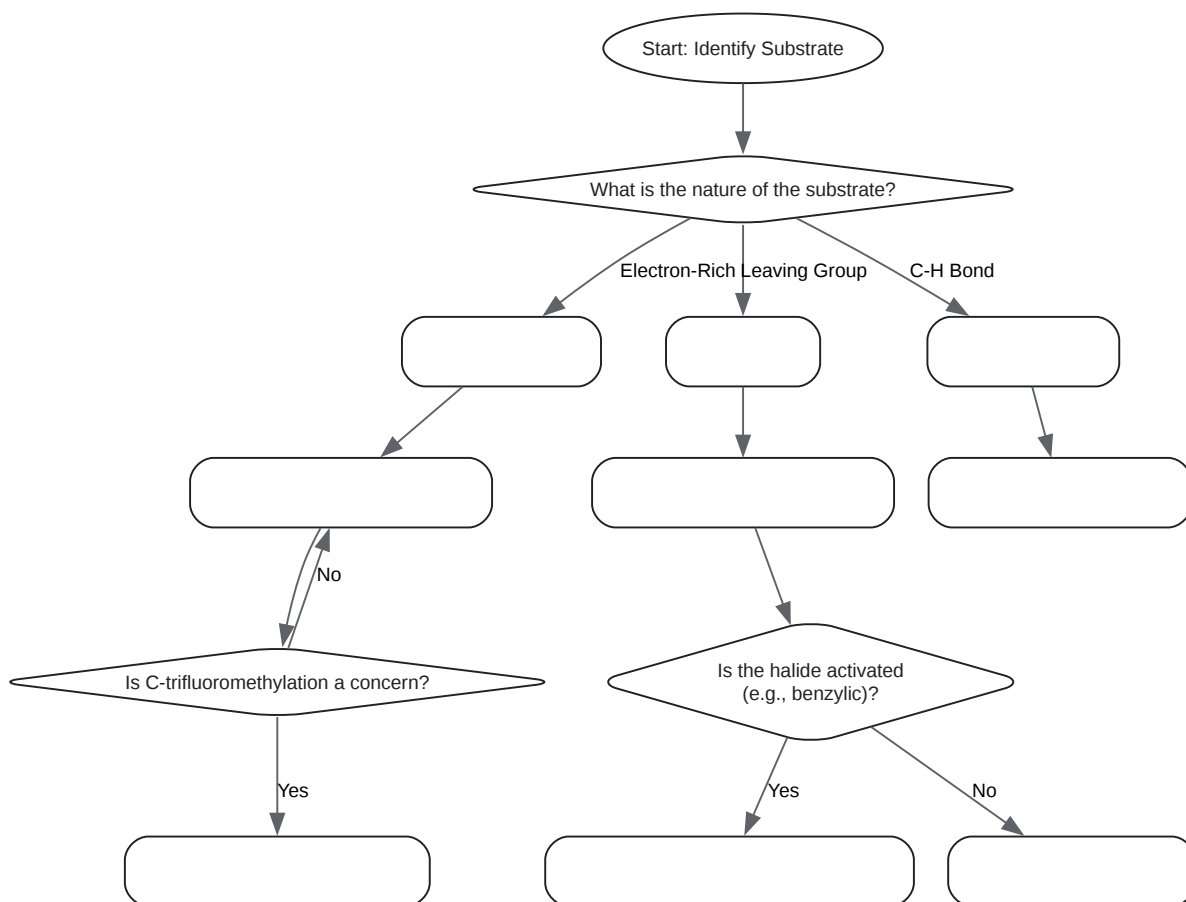 Start: Identify Substrate
What is the nature of the substrate?
Electron-Rich Leaving Group
C-H Bond
No
Is C-trifluoromethylation a concern?
Is the halide activated
(e.g., benzylic)?
Yes
Yes
No